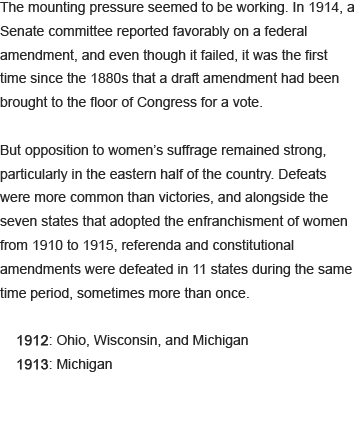 The mounting pressure seemed to be working. In 1914, a
Senate committee reported favorably on a federal
amendment, and even though it failed, it was the first
time since the 1880s that a draft amendment had been
brought to the floor of Congress for a vote.
But opposition to women’s suffrage remained strong,
particularly in the eastern half of the country. Defeats
were more common than victories, and alongside the
seven states that adopted the enfranchisement of women
from 1910 to 1915, referenda and constitutional
amendments were defeated in 11 states during the same
time period, sometimes more than once.
1912: Ohio, Wisconsin, and Michigan
1913: Michigan